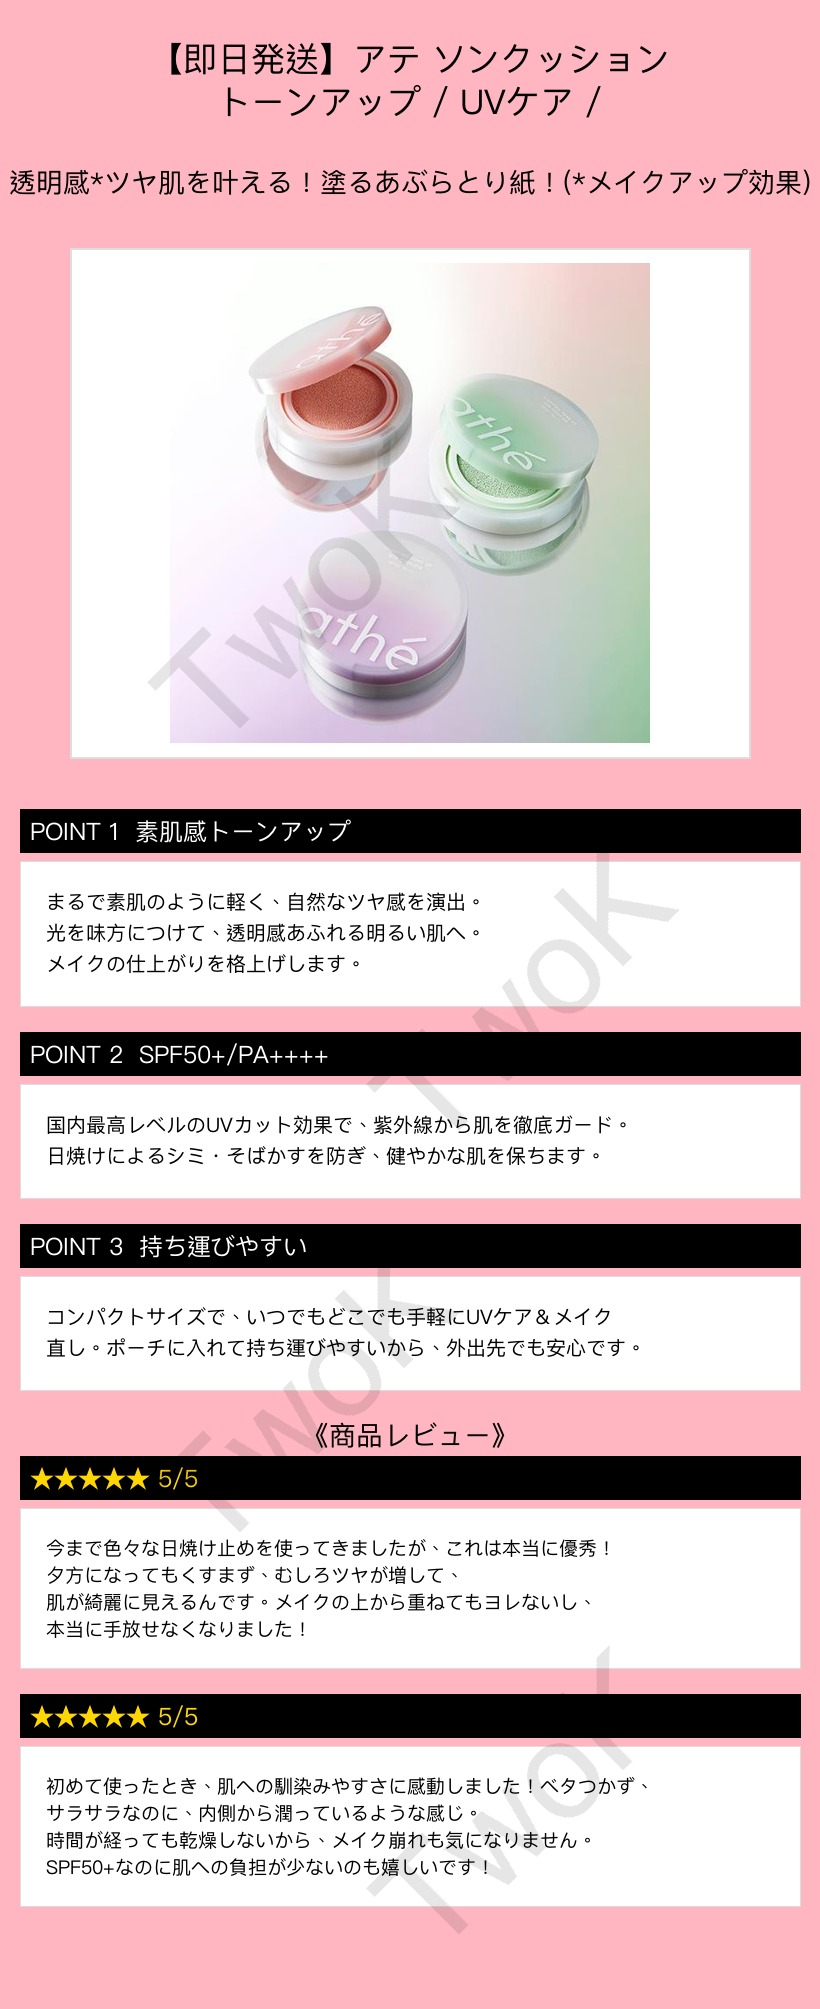 【即日発送】アテ ソンクッション
トーンアップ / UVケア /
透明感*ツヤ肌を叶える！塗るあぶらとり紙！(*メイクアップ効果)
athé
athé
athé
TwoK
POINT 1 素肌感トーンアップ
まるで素肌のように軽く、自然なツヤ感を演出。
光を味方につけて、透明感あふれる明るい肌へ。
メイクの仕上がりを格上げします。
TwoK
POINT 2 SPF50+/PA++++
国内最高レベルのUVカット効果で、紫外線から肌を徹底ガード。
日焼けによるシミ・そばかすを防ぎ、健やかな肌を保ちます。
POINT 3 持ち運びやすい
コンパクトサイズで、いつでもどこでも手軽にUVケア＆メイク
直し。ポーチに入れて持ち運びやすいから、外出先でも安心です。
TwoK
《商品レビュー》
★★★★★ 5/5
今まで色々な日焼け止めを使ってきましたが、これは本当に優秀！
夕方になってもくすまず、むしろツヤが増して、
肌が綺麗に見えるんです。メイクの上から重ねてもヨレないし、
本当に手放せなくなりました！
★★★★★ 5/5
初めて使ったとき、肌への馴染みやすさに感動しました！ベタつかず、
サラサラなのに、内側から潤っているような感じ。
時間が経っても乾燥しないから、メイク崩れも気になりません。
SPF50+なのに肌への負担が少ないのも嬉しいです！
TwoK